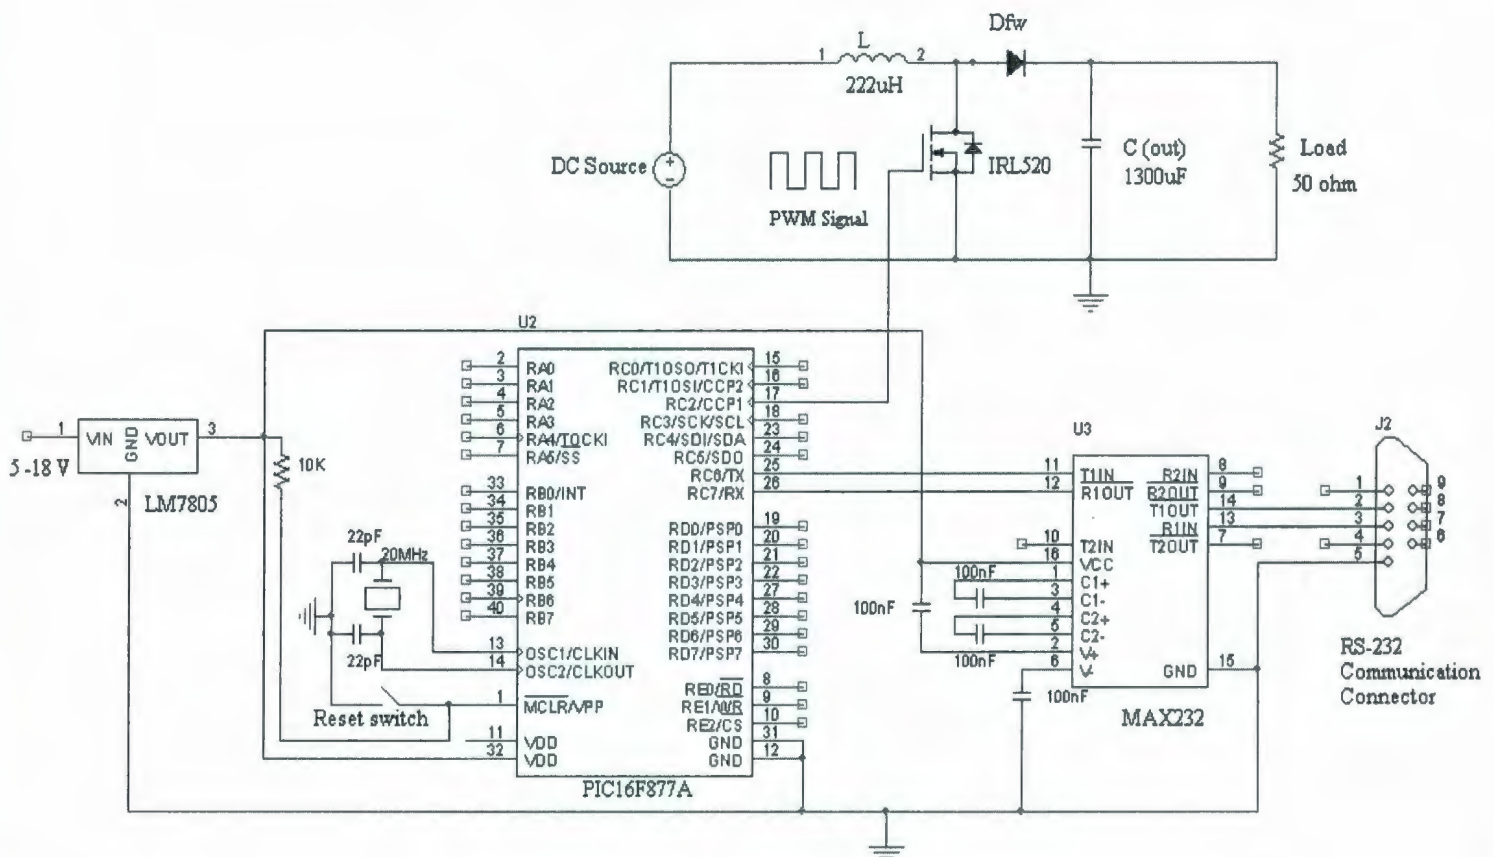 Dfw
1 L 2
222uH
DC Source
PWM Signal
IRL520
C (out)
1300uF
Load
50 ohm
U2
2 RA0
3 RA1
4 RA2
5 RA3
6 RA4/T0CKI
7 RA5/SS
33 RB0/INT
34 RB1
35 RB2
36 RB3
37 RB4
38 RB5
39 RB6
40 RB7
13 OSC1/CLKIN
14 OSC2/CLKOUT
1 MCLR/VPP
11 VDD
32 VDD
RC0/T1OSO/T1CKI 15
RC1/T1OSI/CCP2 16
RC2/CCP1 17
RC3/SCK/SCL 18
RC4/SDI/SDA 23
RC5/SDO 24
RC6/TX 25
RC7/RX 26
RD0/PSP0 19
RD1/PSP1 20
RD2/PSP2 21
RD3/PSP3 22
RD4/PSP4 27
RD5/PSP5 28
RD6/PSP6 29
RD7/PSP7 30
RE0/RD 8
RE1/WR 9
RE2/CS 10
GND 31
GND 12
PIC16F877A
1 VIN GND VOUT 3
2
5 -18 V
LM7805
10K
22pF
20MHz
22pF
Reset switch
U3
11 T1IN
12 R1OUT
10 T2IN
16 VCC
1 C1+
3 C1-
4 C2+
5 C2-
2 V+
6 V-
R2IN 8
R2OUT 9
T1OUT 14
R1IN 13
T2OUT 7
GND 15
100nF
100nF
100nF
100nF
MAX232
J2
1
2
3
4
5
9
8
7
6
RS-232
Communication
Connector